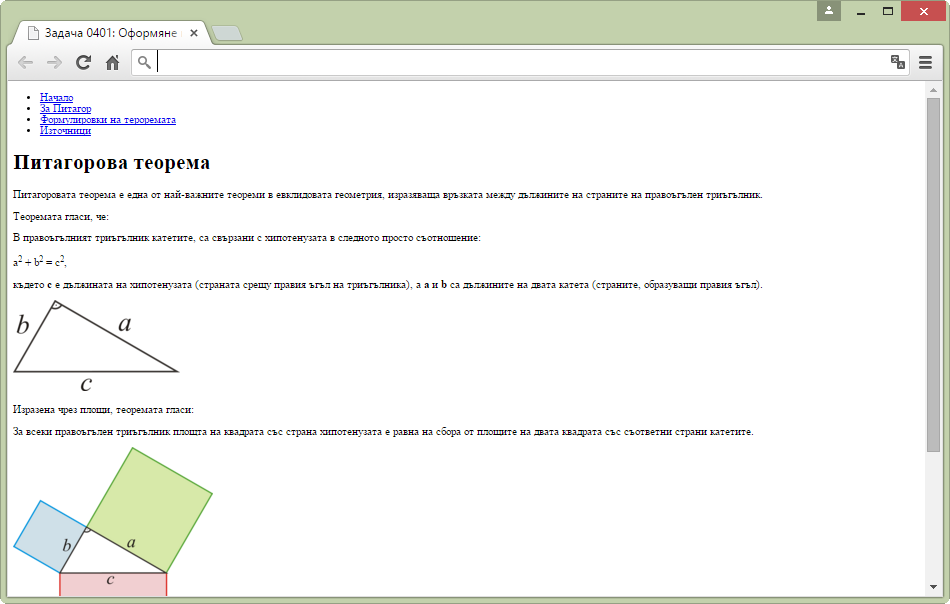 Задача 0401: Оформяне
Начало
За Питагор
Формулировки на тероремата
Източници
Питагорова теорема
Питагоровата теорема е една от най-важните теореми в евклидовата геометрия, изразяваща връзката между дължините на страните на правоъгълен триъгълник.
Теоремата гласи, че:
В правоъгълният триъгълник катетите, са свързани с хипотенузата в следното просто съотношение:
a² + b² = c²,
където c е дължината на хипотенузата (страната срещу правия ъгъл на триъгълника), а a и b са дължините на двата катета (страните, образуващи правия ъгъл).
b
a
c
Изразена чрез площи, теоремата гласи:
За всеки правоъгълен триъгълник площта на квадрата със страна хипотенузата е равна на сбора от площите на двата квадрата със съответни страни катетите.
b
a
c